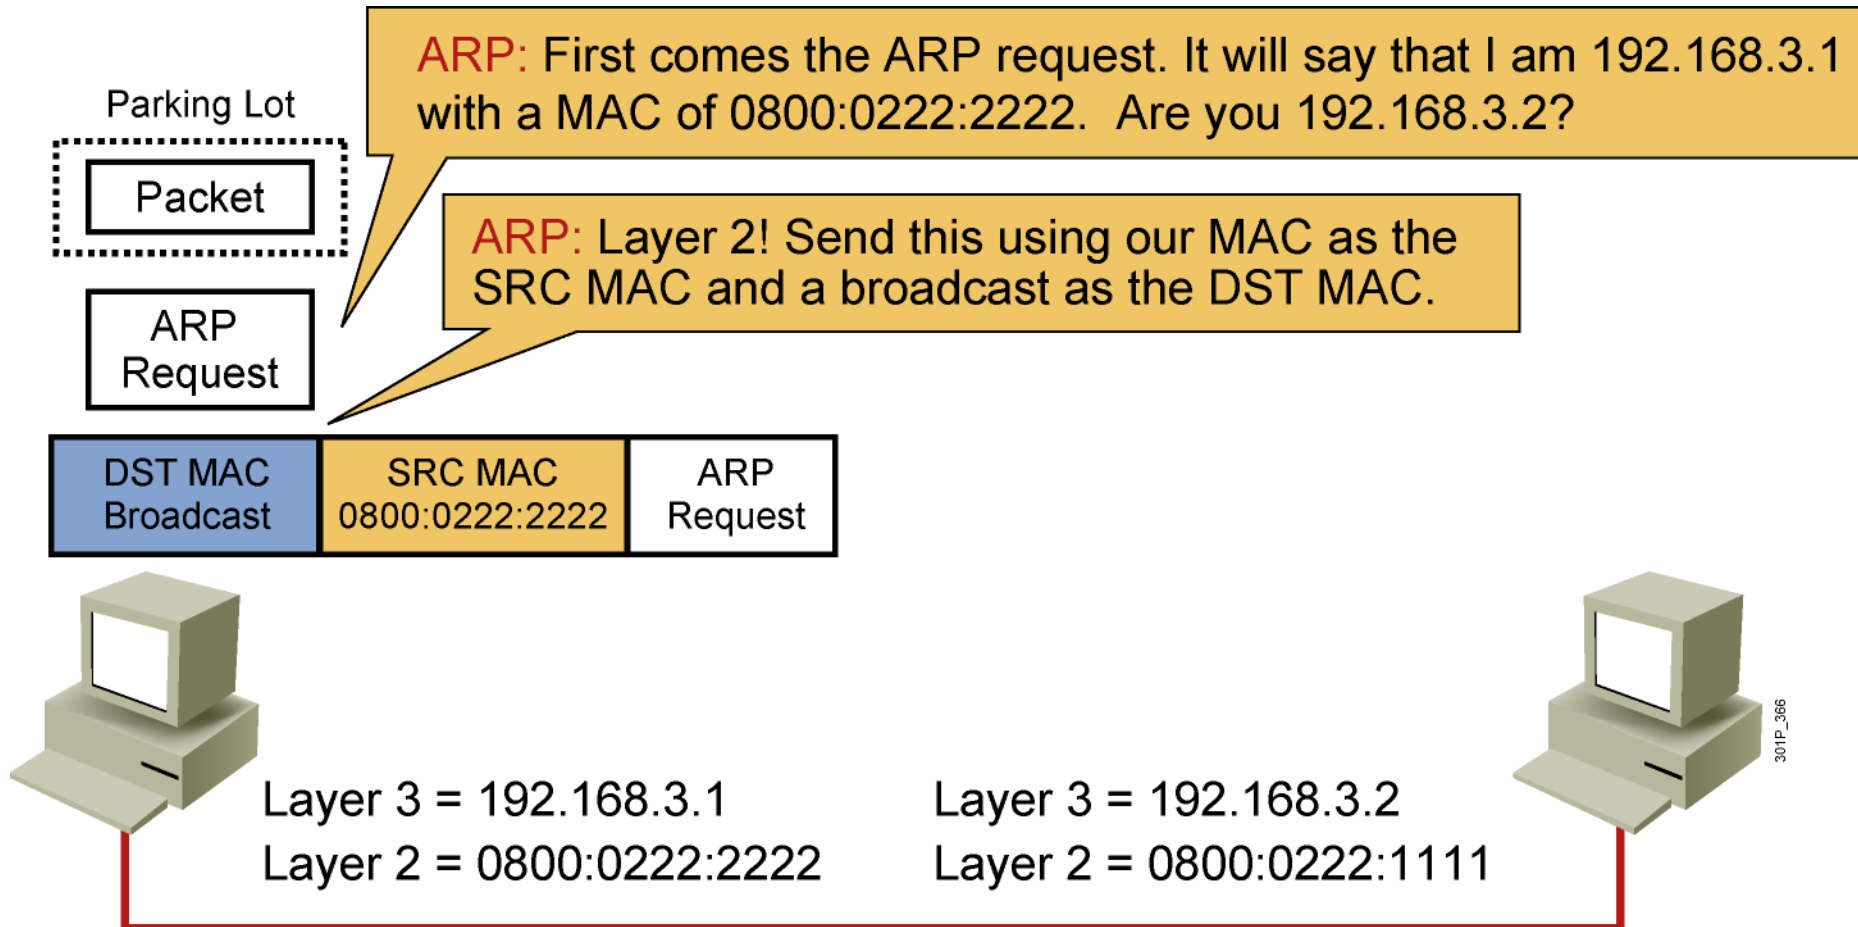 ARP: First comes the ARP request. It will say that I am 192.168.3.1
with a MAC of 0800:0222:2222.  Are you 192.168.3.2?
Parking Lot
Packet
ARP: Layer 2! Send this using our MAC as the
SRC MAC and a broadcast as the DST MAC.
ARP
Request
DST MAC
Broadcast
SRC MAC
0800:0222:2222
ARP
Request
Layer 3 = 192.168.3.1
Layer 2 = 0800:0222:2222
Layer 3 = 192.168.3.2
Layer 2 = 0800:0222:1111
301P_366